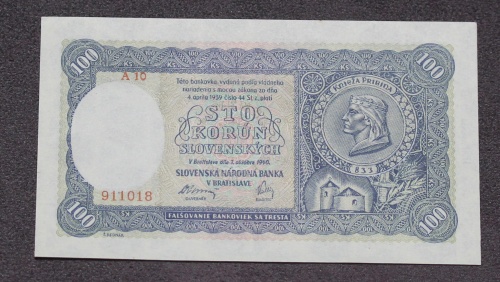 100
100
A 10
Táto bankovka, vydaná podľa vládneho
nariadenia s mocou zákona zo dňa
4. apríla 1939 číslo 44 Sl. z., platí
STO
KORÚN
SLOVENSKÝCH
V Bratislave dňa 7. októbra 1940.
SLOVENSKÁ NÁRODNÁ BANKA
V BRATISLAVE
GUVERNÉR
911018
KNIEŽA PRIBINA
833
100
100
FALŠOVANIE BANKOVIEK SA TRESTÁ